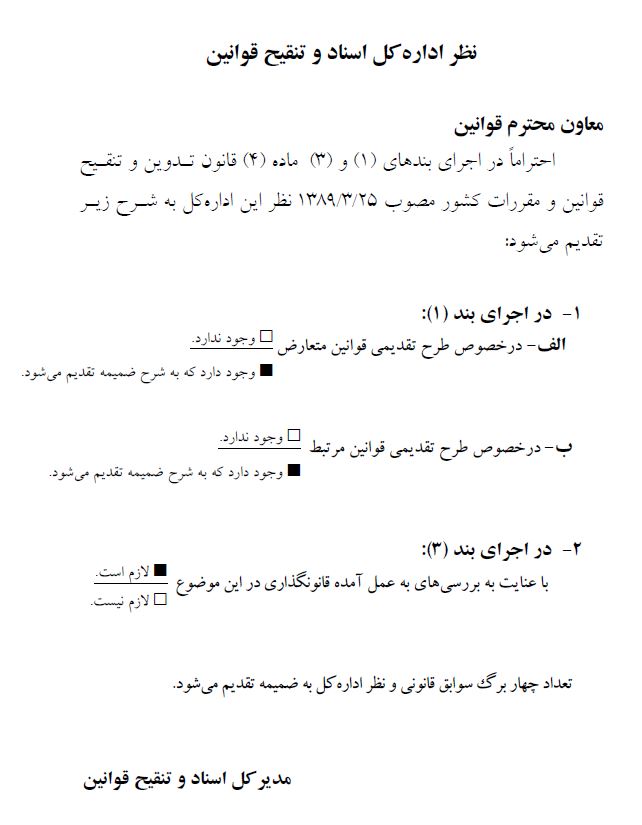 نظر اداره‌کل اسناد و تنقیح قوانین
معاون محترم قوانین
احتراماً در اجرای بندهای (۱) و (۳) ماده (۴) قانون تـدوین و تنقـیح
قوانین و مقررات کشور مصوب ۱۳۸۹/۳/۲۵ نظر این اداره‌کل به شـرح زیـر
تقدیم می‌شود:
۱- در اجرای بند (۱):
الف- درخصوص طرح تقدیمی قوانین متعارض □ وجود ندارد.
■ وجود دارد که به شرح ضمیمه تقدیم می‌شود.
ب- درخصوص طرح تقدیمی قوانین مرتبط □ وجود ندارد.
■ وجود دارد که به شرح ضمیمه تقدیم می‌شود.
۲- در اجرای بند (۳):
با عنایت به بررسی‌های به عمل آمده قانونگذاری در این موضوع ■ لازم است.
□ لازم نیست.
تعداد چهار برگ سوابق قانونی و نظر اداره‌کل به ضمیمه تقدیم می‌شود.
مدیرکل اسناد و تنقیح قوانین